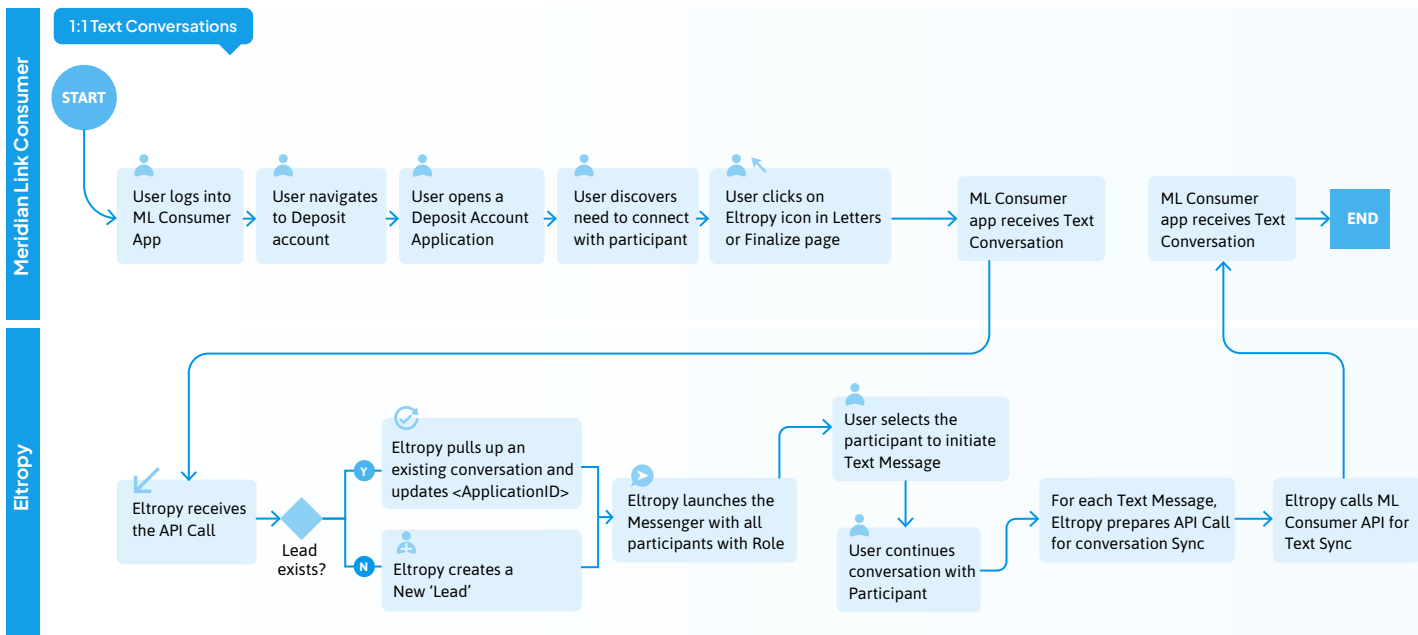 1:1 Text Conversations
Meridian Link Consumer
START
User logs into
ML Consumer
App
User navigates
to Deposit
account
User opens a
Deposit Account
Application
User discovers
need to connect
with participant
User clicks on
Eltropy icon in Letters
or Finalize page
ML Consumer
app receives Text
Conversation
ML Consumer
app receives Text
Conversation
END
Eltropy
Eltropy receives
the API Call
Lead
exists?
Y
Eltropy pulls up an
existing conversation and
updates <ApplicationID>
N
Eltropy creates a
New ‘Lead’
Eltropy launches the
Messenger with all
participants with Role
User selects the
participant to initiate
Text Message
User continues
conversation with
Participant
For each Text Message,
Eltropy prepares API Call
for conversation Sync
Eltropy calls ML
Consumer API for
Text Sync